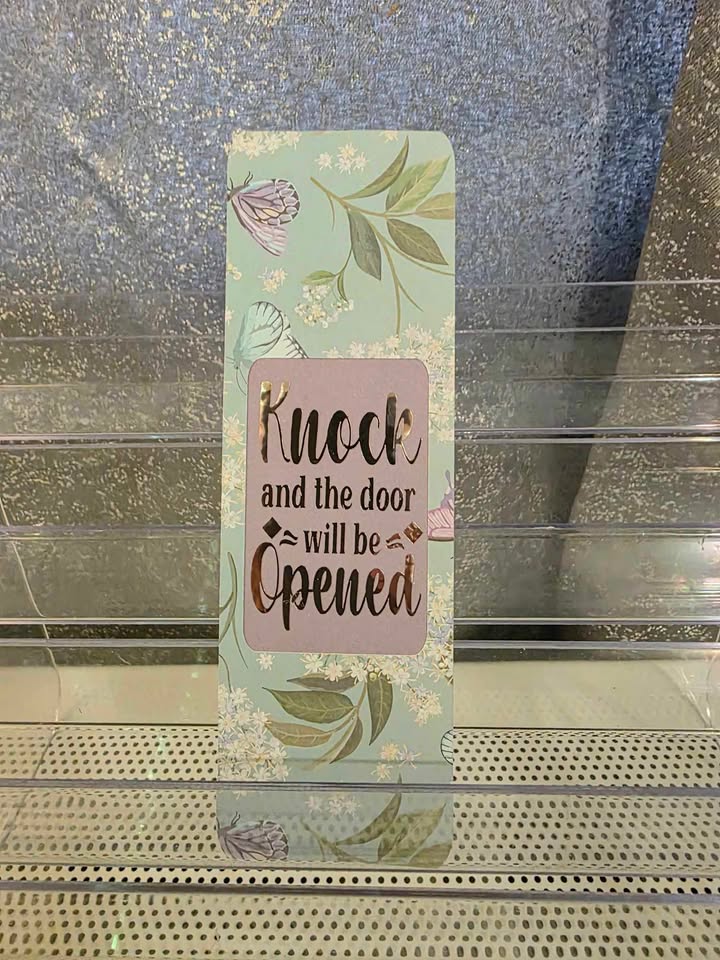 Knock
and the door
will be
Opened